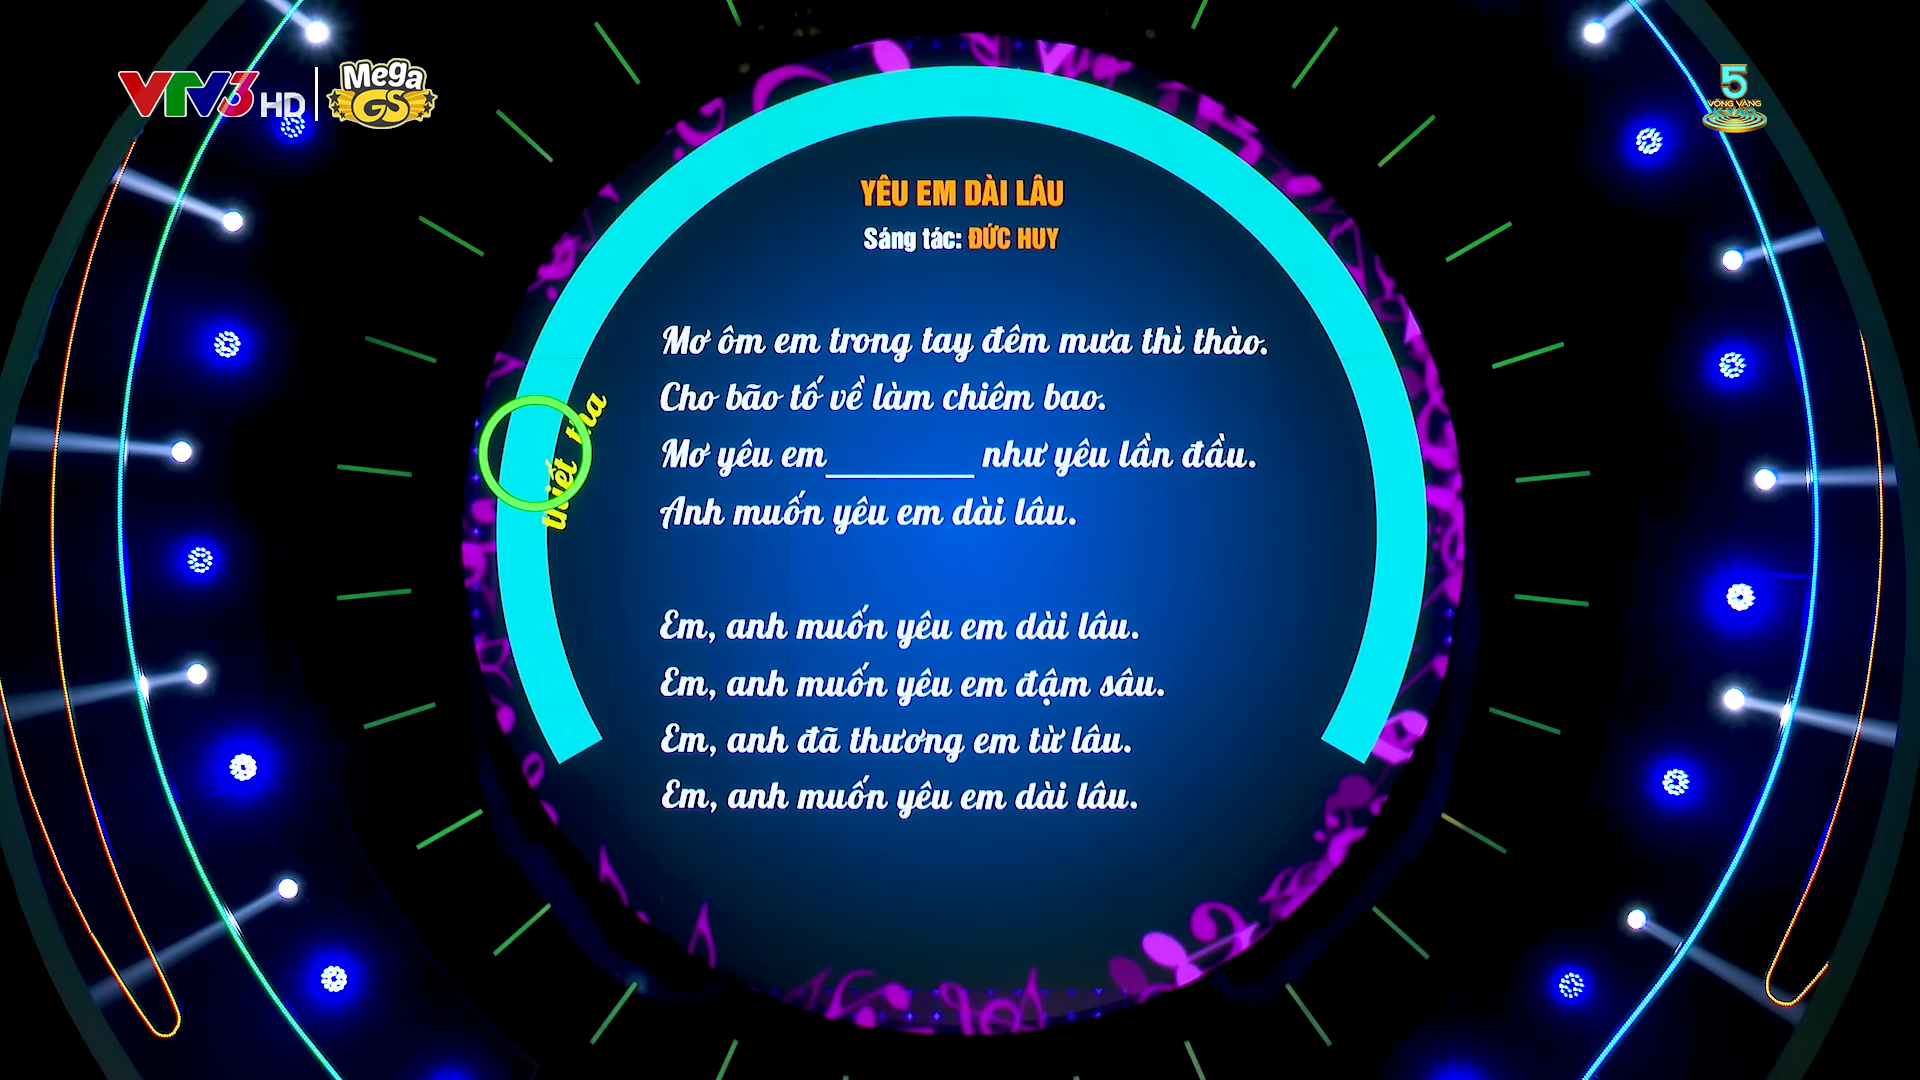 VTV3 HD
Mega GS
5
VÒNG VÀNG
YÊU EM DÀI LÂU
Sáng tác: ĐỨC HUY
Mơ ôm em trong tay đêm mưa thì thào.
Cho bão tố về làm chiêm bao.
Mơ yêu em________ như yêu lần đầu.
Anh muốn yêu em dài lâu.
thiết tha
Em, anh muốn yêu em dài lâu.
Em, anh muốn yêu em đậm sâu.
Em, anh đã thương em từ lâu.
Em, anh muốn yêu em dài lâu.